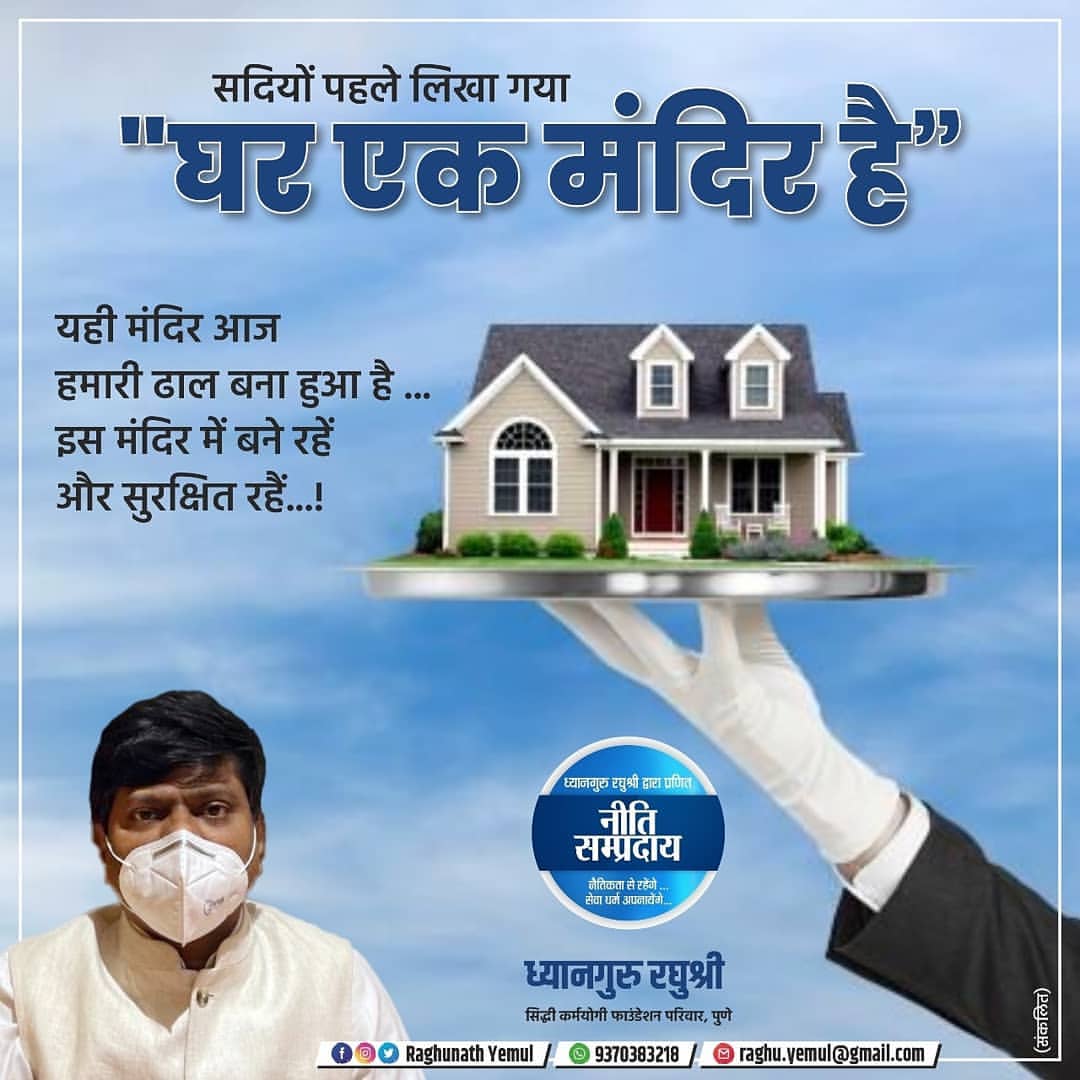 सदियों पहले लिखा गया
"घर एक मंदिर है”
यही मंदिर आज
हमारी ढाल बना हुआ है ...
इस मंदिर में बने रहें
और सुरक्षित रहैं...!
ध्यानगुरु रघुश्री द्वारा प्रणित
नीति
सम्प्रदाय
नैतिकता से रहेंगे ...
सेवा धर्म अपनायेंगे...
ध्यानगुरु रघुश्री
सिद्धी कर्मयोगी फाउंडेशन परिवार, पुणे
Raghunath Yemul / 9370383218 / raghu.yemul@gmail.com
(संकलित)